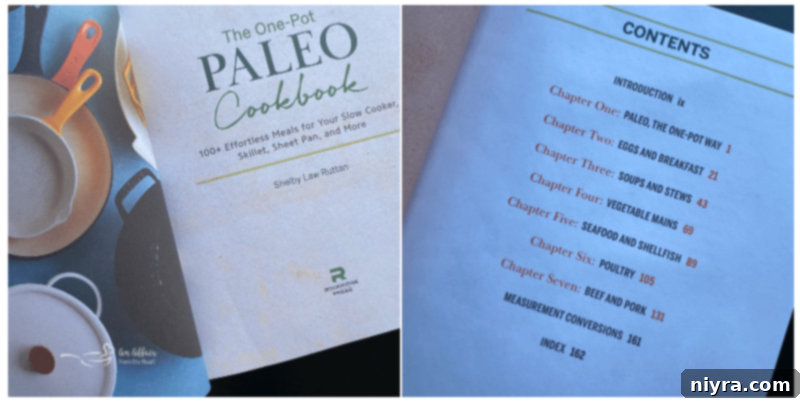 The One-Pot
PALEO
Cookbook
100+ Effortless Meals for Your Slow Cooker,
Skillet, Sheet Pan, and More
Shelby Law Ruttan
R
ROCKRIDGE
PRESS
CONTENTS
INTRODUCTION ix
Chapter One: PALEO, THE ONE-POT WAY 1
Chapter Two: EGGS AND BREAKFAST 21
Chapter Three: SOUPS AND STEWS 43
Chapter Four: VEGETABLE MAINS 69
Chapter Five: SEAFOOD AND SHELLFISH 89
Chapter Six: POULTRY 105
Chapter Seven: BEEF AND PORK 131
MEASUREMENT CONVERSIONS 161
INDEX 162
niyra.com